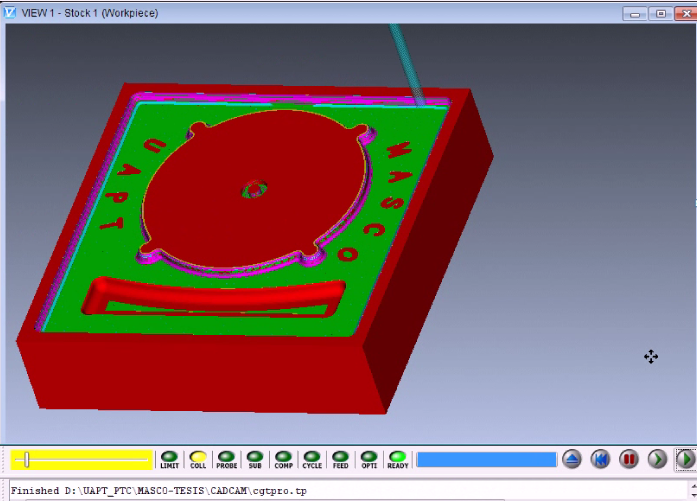 VIEW 1 - Stock 1 (Workpiece)
UAPT
MASCO
LIMIT COLL PROBE SUB COMP CYCLE FEED OPTI READY
Finished D:\UAPT_PTC\MASCO-TESIS\CADCAM\cgtpro.tp